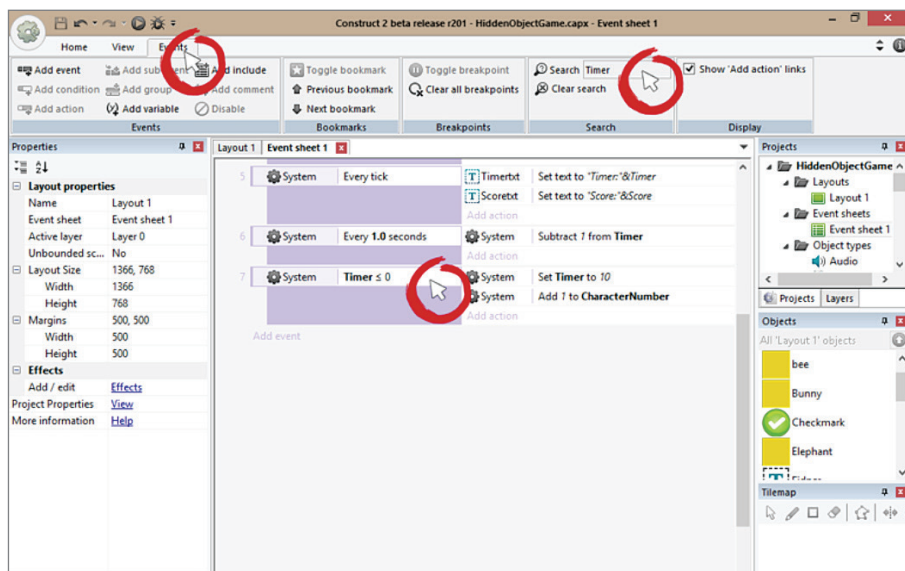 Construct 2 beta release r201 - HiddenObjectGame.capx - Event sheet 1
Home View Events
Add event
Add condition
Add action
Add group
Add variable
Add include
Add comment
Disable
Events
Toggle bookmark
Previous bookmark
Next bookmark
Bookmarks
Toggle breakpoint
Clear all breakpoints
Breakpoints
Search Timer
Clear search
Search
Show 'Add action' links
Display
Properties
Layout properties
Name Layout 1
Event sheet Event sheet 1
Active layer Layer 0
Unbounded sc... No
Layout Size 1366, 768
Width 1366
Height 768
Margins 500, 500
Width 500
Height 500
Effects
Add / edit Effects
Project Properties View
More information Help
Layout 1 Event sheet 1
5 System Every tick Timertxt Set text to "Timer:"&Timer
Scoretxt Set text to "Score:"&Score
Add action
6 System Every 1.0 seconds System Subtract 1 from Timer
Add action
7 System Timer ≤ 0 System Set Timer to 10
System Add 1 to CharacterNumber
Add action
Add event
Projects
HiddenObjectGame
Layouts
Layout 1
Event sheets
Event sheet 1
Object types
Audio
Projects Layers
Objects
All 'Layout 1' objects
bee
Bunny
Checkmark
Elephant
Tilemap